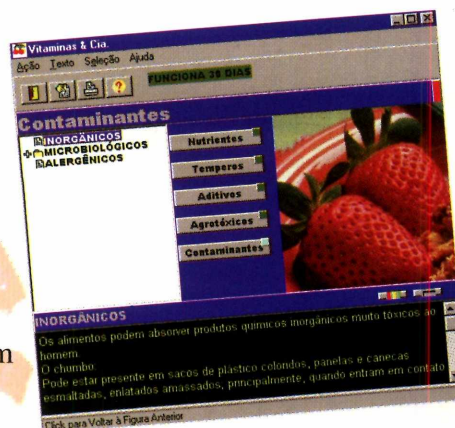 Vitaminas & Cia.
Ação Texto Seleção Ajuda
FUNCIONA 28 DIAS
Contaminantes
INORGÂNICOS
MICROBIOLÓGICOS
ALERGÊNICOS
Nutrientes
Temperos
Aditivos
Agrotóxicos
Contaminantes
INORGÂNICOS
Os alimentos podem absorver produtos químicos inorgânicos muito tóxicos ao
homem.
O chumbo:
Pode estar presente em sacos de plástico coloridos, panelas e canecas
esmaltadas, enlatados amassados, principalmente, quando entram em contato
Click para Voltar à Figura Anterior
m